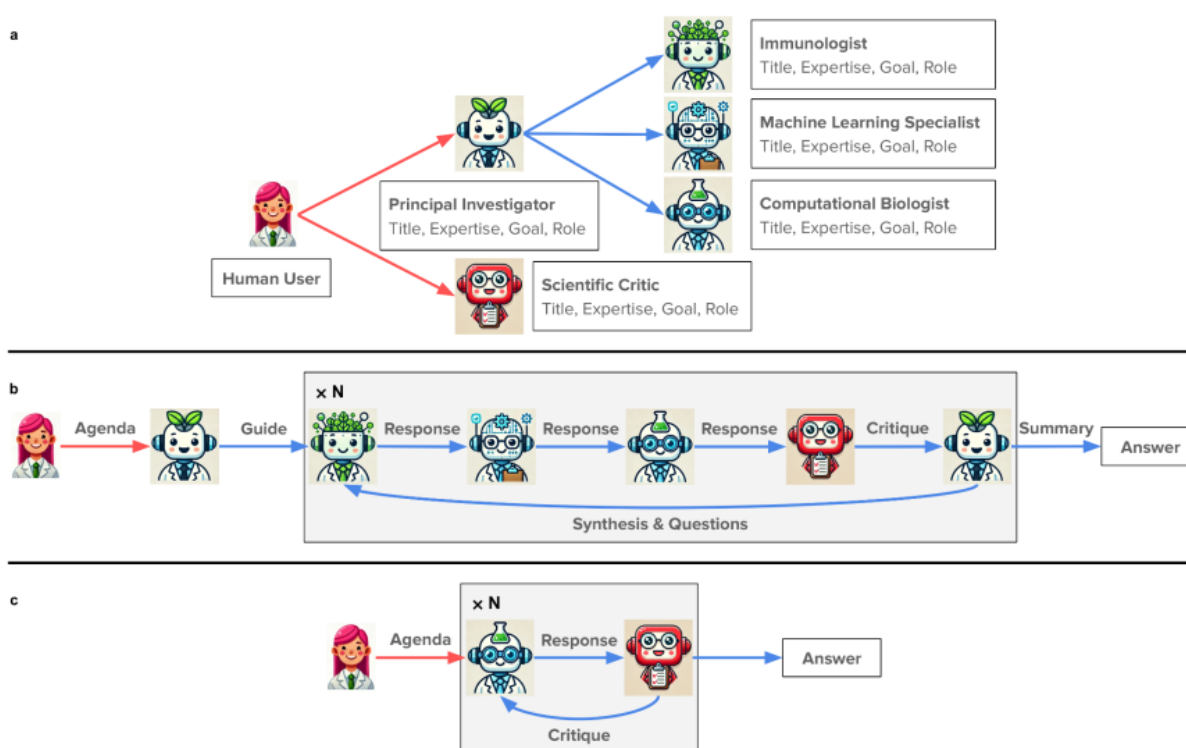 a
Immunologist
Title, Expertise, Goal, Role
Machine Learning Specialist
Title, Expertise, Goal, Role
Principal Investigator
Title, Expertise, Goal, Role
Computational Biologist
Title, Expertise, Goal, Role
Human User
Scientific Critic
Title, Expertise, Goal, Role
b
× N
Agenda
Guide
Response
Response
Response
Critique
Summary
Answer
Synthesis & Questions
c
× N
Agenda
Response
Answer
Critique